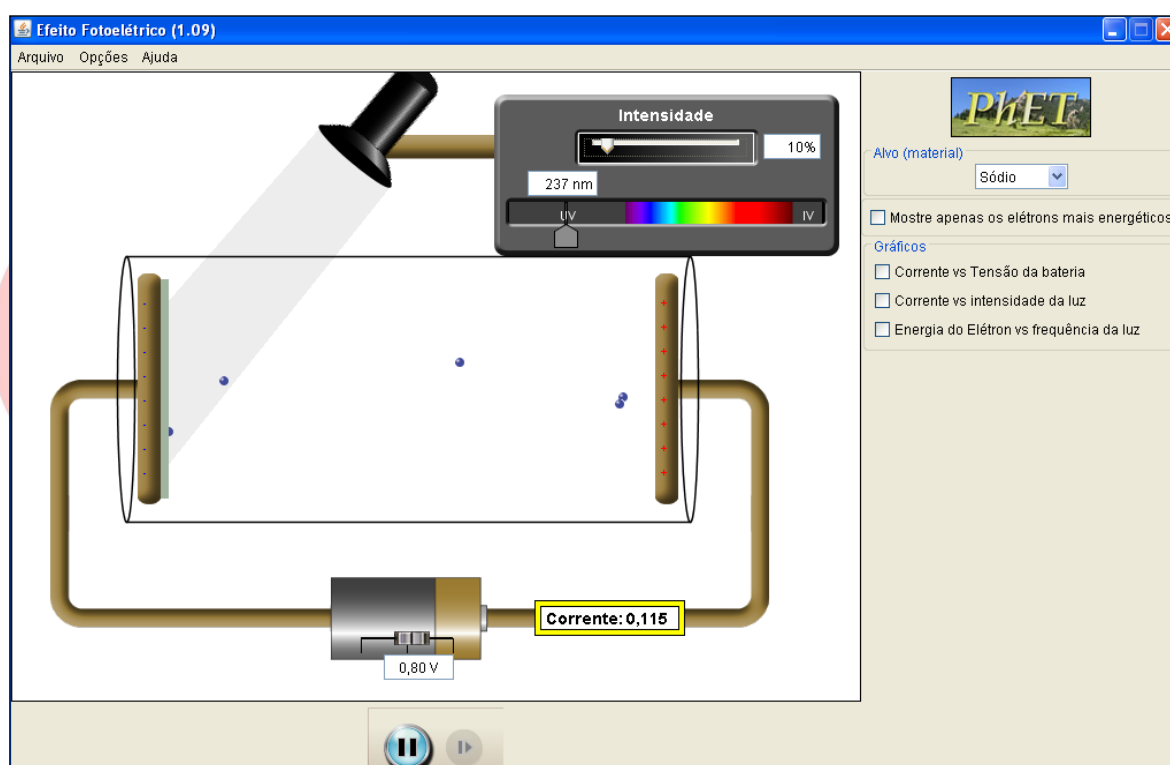 Efeito Fotoelétrico (1.09)
Arquivo Opções Ajuda
Intensidade
10%
237 nm
UV
IV
PhET
Alvo (material)
Sódio
Mostre apenas os elétrons mais energéticos
Gráficos
Corrente vs Tensão da bateria
Corrente vs intensidade da luz
Energia do Elétron vs frequência da luz
Corrente: 0,115
0,80 V